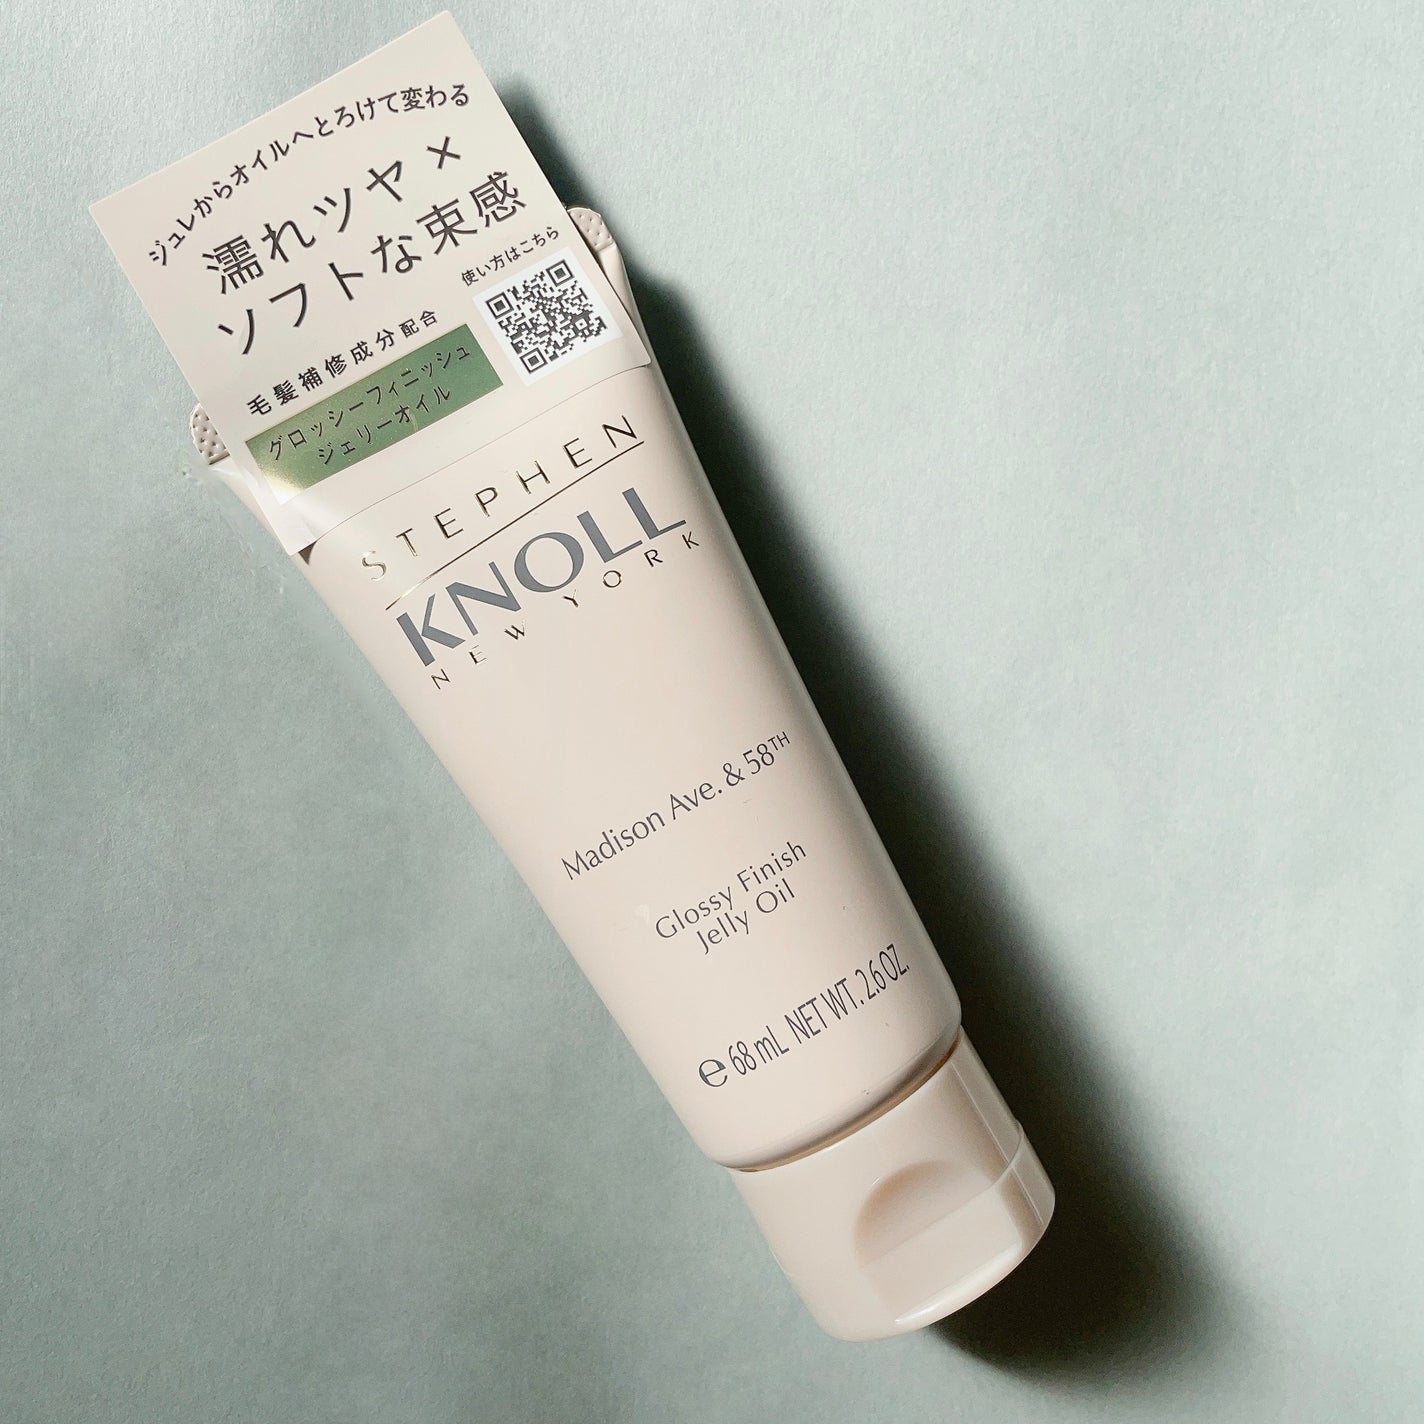 ジュレからオイルへとろけて変わる
濡れツヤ×
ソフトな束感
使い方はこちら
毛髪補修成分配合
グロッシーフィニッシュ
ジェリーオイル
STEPHEN
KNOLL
NEW YORK
Madison Ave. & 58TH
Glossy Finish
Jelly Oil
℮ 68 mL NET WT. 2.6 OZ.